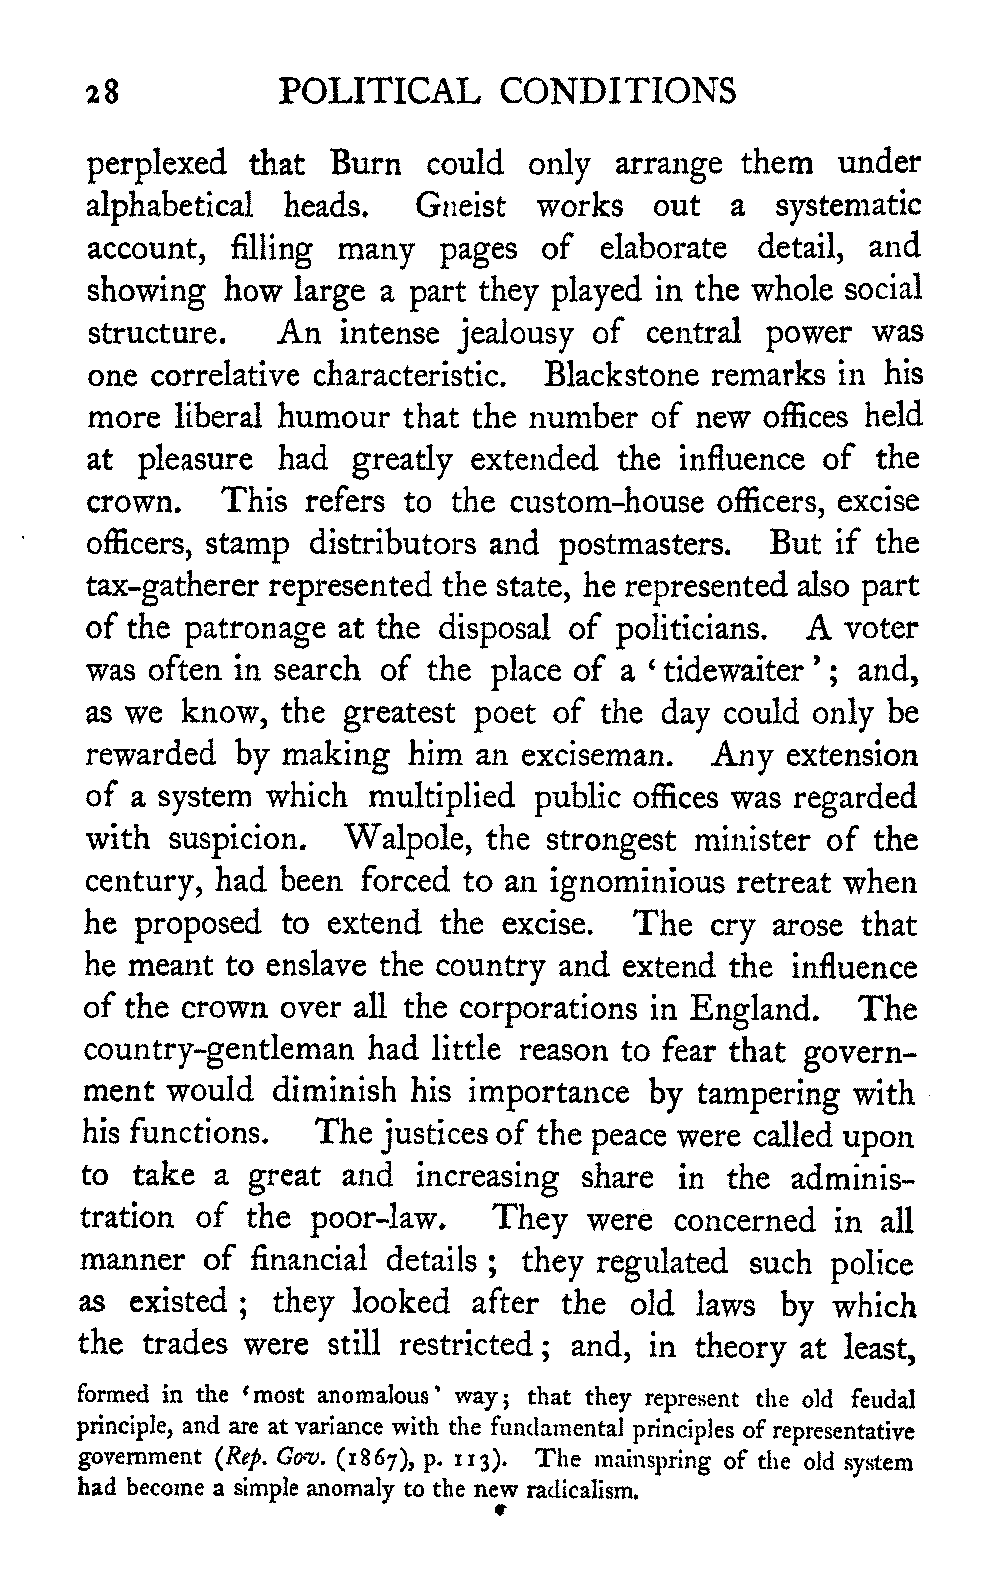 28 POLITICAL CONDITIONS
perplexed that Burn could only arrange them under
alphabetical heads. Gneist works out a systematic
account, filling many pages of elaborate detail, and
showing how large a part they played in the whole social
structure. An intense jealousy of central power was
one correlative characteristic. Blackstone remarks in his
more liberal humour that the number of new offices held
at pleasure had greatly extended the influence of the
crown. This refers to the custom-house officers, excise
officers, stamp distributors and postmasters. But if the
tax-gatherer represented the state, he represented also part
of the patronage at the disposal of politicians. A voter
was often in search of the place of a ‘tidewaiter’; and,
as we know, the greatest poet of the day could only be
rewarded by making him an exciseman. Any extension
of a system which multiplied public offices was regarded
with suspicion. Walpole, the strongest minister of the
century, had been forced to an ignominious retreat when
he proposed to extend the excise. The cry arose that
he meant to enslave the country and extend the influence
of the crown over all the corporations in England. The
country-gentleman had little reason to fear that govern-
ment would diminish his importance by tampering with
his functions. The justices of the peace were called upon
to take a great and increasing share in the adminis-
tration of the poor-law. They were concerned in all
manner of financial details; they regulated such police
as existed; they looked after the old laws by which
the trades were still restricted; and, in theory at least,
formed in the ‘most anomalous’ way; that they represent the old feudal
principle, and are at variance with the fundamental principles of representative
government (Rep. Gov. (1867), p. 113). The mainspring of the old system
had become a simple anomaly to the new radicalism.